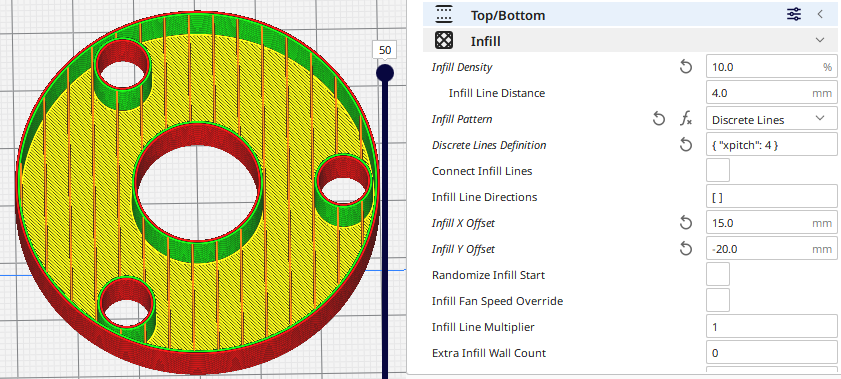 50
Top/Bottom
Infill
Infill Density 10.0 %
Infill Line Distance 4.0 mm
Infill Pattern Discrete Lines
Discrete Lines Definition { "xpitch": 4 }
Connect Infill Lines
Infill Line Directions [ ]
Infill X Offset 15.0 mm
Infill Y Offset -20.0 mm
Randomize Infill Start
Infill Fan Speed Override
Infill Line Multiplier 1
Extra Infill Wall Count 0